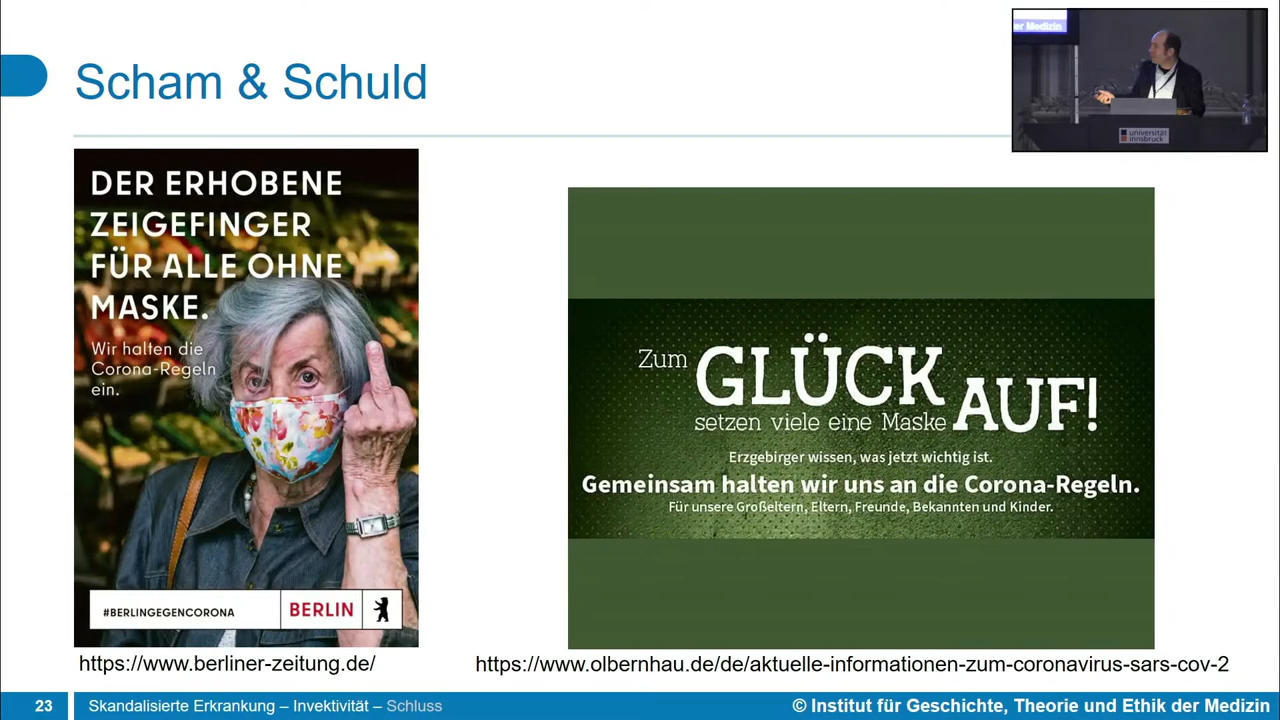 Scham & Schuld
er Medizin
universität
innsbruck
DER ERHOBENE
ZEIGEFINGER
FÜR ALLE OHNE
MASKE.
Wir halten die
Corona-Regeln
ein.
#BERLINGEGENCORONA
BERLIN
https://www.berliner-zeitung.de/
Zum GLÜCK
setzen viele eine Maske AUF!
Erzgebirger wissen, was jetzt wichtig ist.
Gemeinsam halten wir uns an die Corona-Regeln.
Für unsere Großeltern, Eltern, Freunde, Bekannten und Kinder.
https://www.olbernhau.de/de/aktuelle-informationen-zum-coronavirus-sars-cov-2
23
Skandalisierte Erkrankung – Invektivität – Schluss
© Institut für Geschichte, Theorie und Ethik der Medizin